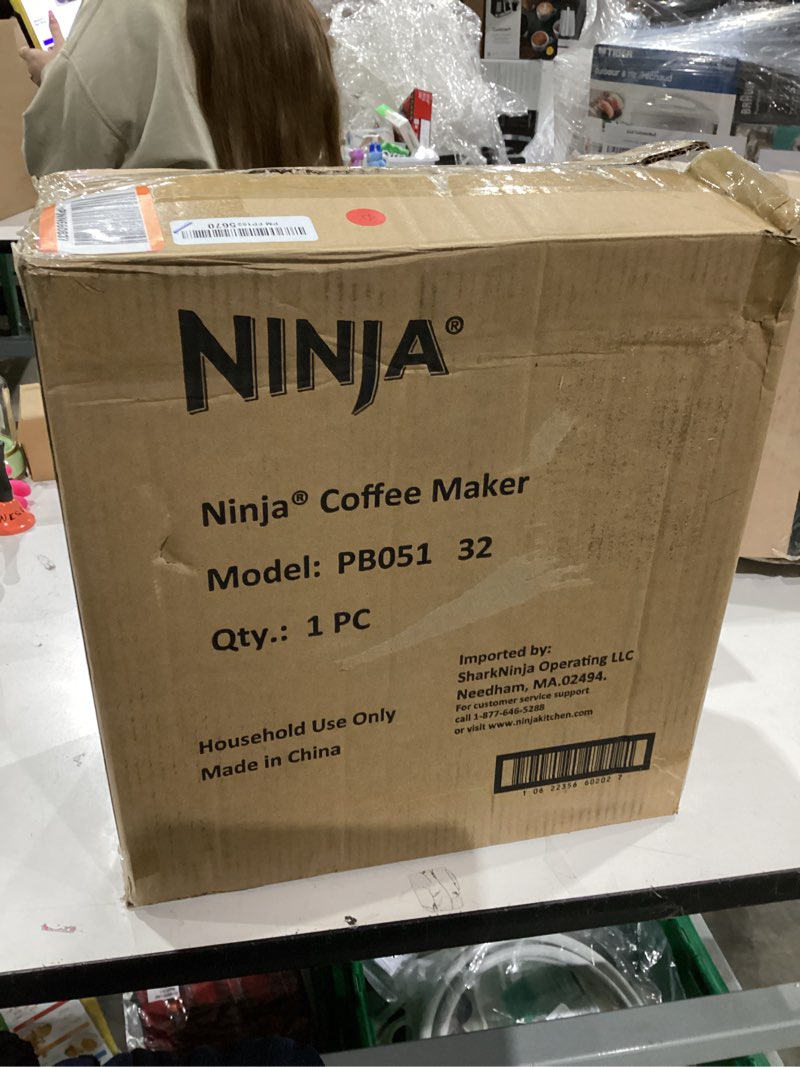 NINJA®
Ninja® Coffee Maker
Model: PB051 32
Qty.: 1 PC
Household Use Only
Made in China
Imported by:
SharkNinja Operating LLC
Needham, MA.02494.
For customer service support
call 1-877-646-5288
or visit www.ninjakitchen.com
1 06 22356 60202 7